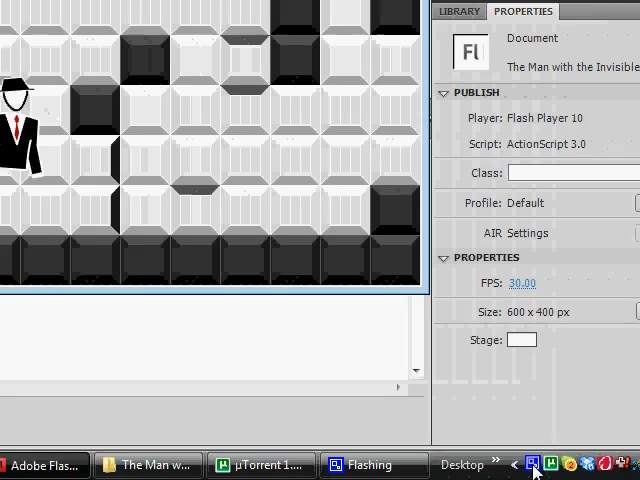 LIBRARY PROPERTIES
Fl
Document
The Man with the Invisible
PUBLISH
Player: Flash Player 10
Script: ActionScript 3.0
Class:
Profile: Default
AIR Settings
PROPERTIES
FPS: 30.00
Size: 600 x 400 px
Stage:
Adobe Flas... The Man w... µTorrent 1.... Flashing Desktop